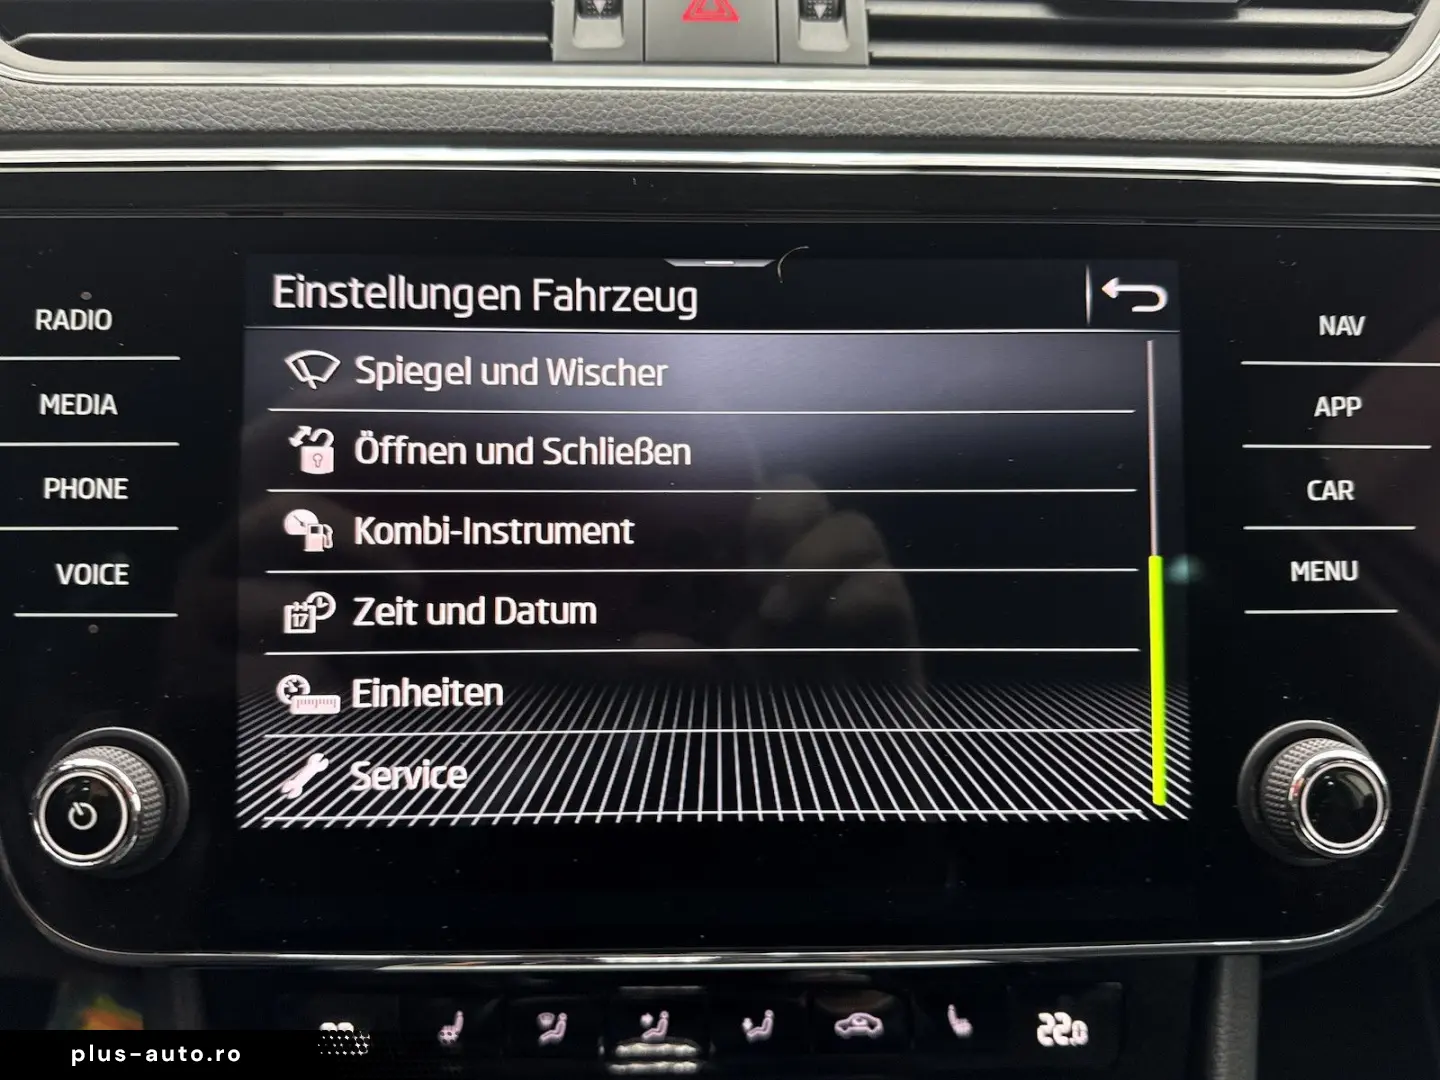 Einstellungen Fahrzeug
RADIO
MEDIA
PHONE
VOICE
Spiegel und Wischer
Öffnen und Schließen
Kombi-Instrument
Zeit und Datum
17
Einheiten
Service
NAV
APP
CAR
MENU
22.0
plus-auto.ro